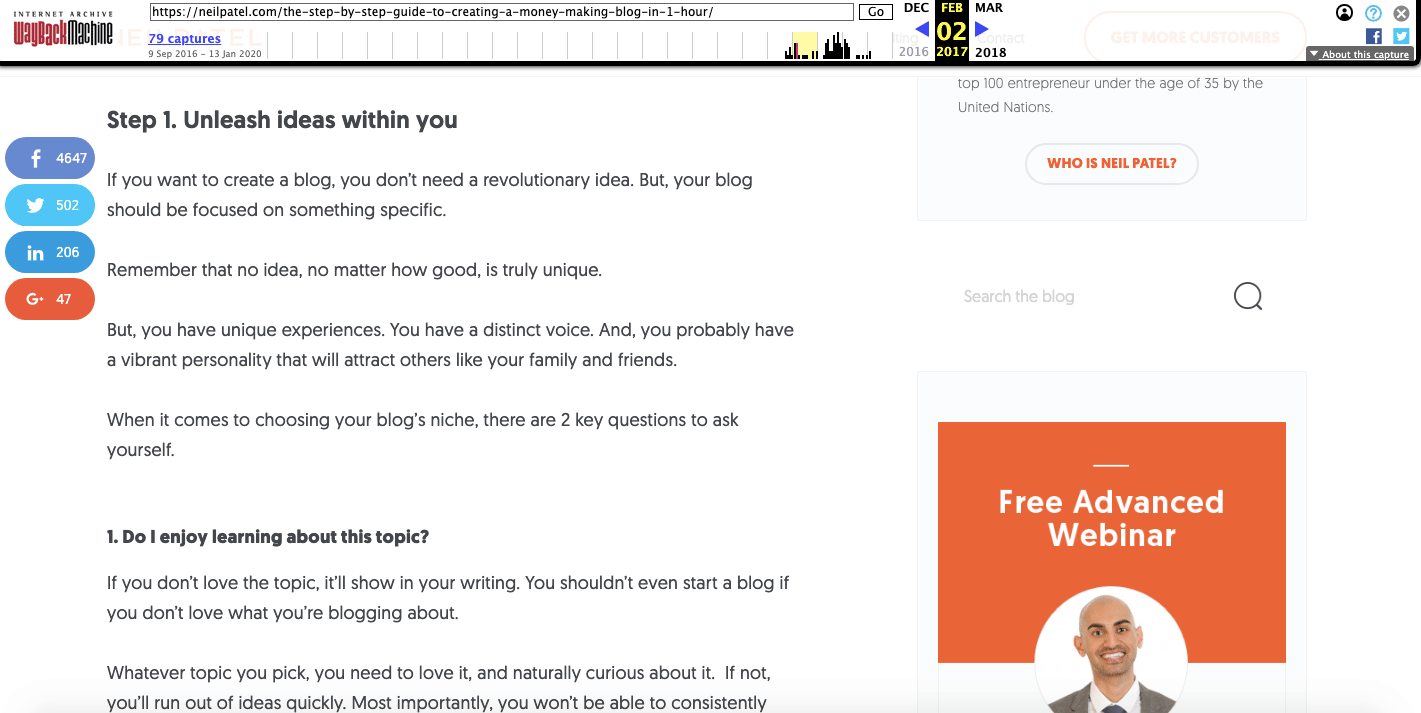 INTERNET ARCHIVE
WayBackMachine
https://neilpatel.com/the-step-by-step-guide-to-creating-a-money-making-blog-in-1-hour/
Go
79 captures
9 Sep 2016 – 13 Jan 2020
DEC FEB MAR
02
2016 2017 2018
About this capture
NEIL PATEL
Contact
GET MORE CUSTOMERS
Step 1. Unleash ideas within you
4647
502
206
47
If you want to create a blog, you don’t need a revolutionary idea. But, your blog
should be focused on something specific.
Remember that no idea, no matter how good, is truly unique.
But, you have unique experiences. You have a distinct voice. And, you probably have
a vibrant personality that will attract others like your family and friends.
When it comes to choosing your blog’s niche, there are 2 key questions to ask
yourself.
1. Do I enjoy learning about this topic?
If you don’t love the topic, it’ll show in your writing. You shouldn’t even start a blog if
you don’t love what you’re blogging about.
Whatever topic you pick, you need to love it, and naturally curious about it.  If not,
you’ll run out of ideas quickly. Most importantly, you won’t be able to consistently
top 100 entrepreneur under the age of 35 by the
United Nations.
WHO IS NEIL PATEL?
Search the blog
Free Advanced
Webinar